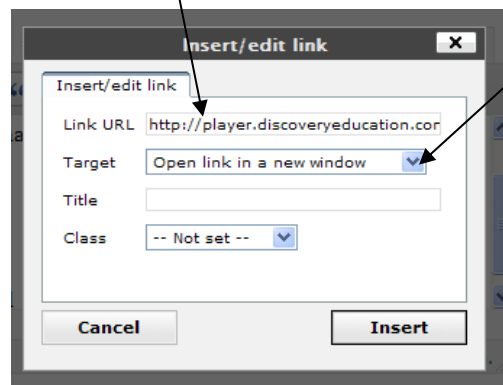 Insert/edit link X
Insert/edit link
Link URL http://player.discoveryeducation.cor
Target Open link in a new window
Title
Class -- Not set --
Cancel Insert